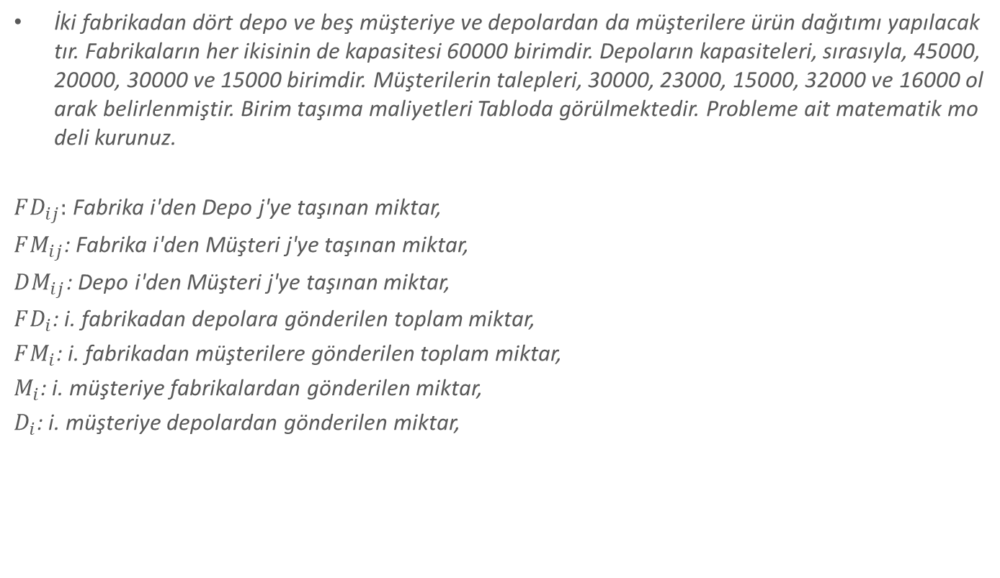 • İki fabrikadan dört depo ve beş müşteriye ve depolardan da müşterilere ürün dağıtımı yapılacak
tır. Fabrikaların her ikisinin de kapasitesi 60000 birimdir. Depoların kapasiteleri, sırasıyla, 45000,
20000, 30000 ve 15000 birimdir. Müşterilerin talepleri, 30000, 23000, 15000, 32000 ve 16000 ol
arak belirlenmiştir. Birim taşıma maliyetleri Tabloda görülmektedir. Probleme ait matematik mo
deli kurunuz.
FD_{ij}: Fabrika i'den Depo j'ye taşınan miktar,
FM_{ij}: Fabrika i'den Müşteri j'ye taşınan miktar,
DM_{ij}: Depo i'den Müşteri j'ye taşınan miktar,
FD_i: i. fabrikadan depolara gönderilen toplam miktar,
FM_i: i. fabrikadan müşterilere gönderilen toplam miktar,
M_i: i. müşteriye fabrikalardan gönderilen miktar,
D_i: i. müşteriye depolardan gönderilen miktar,